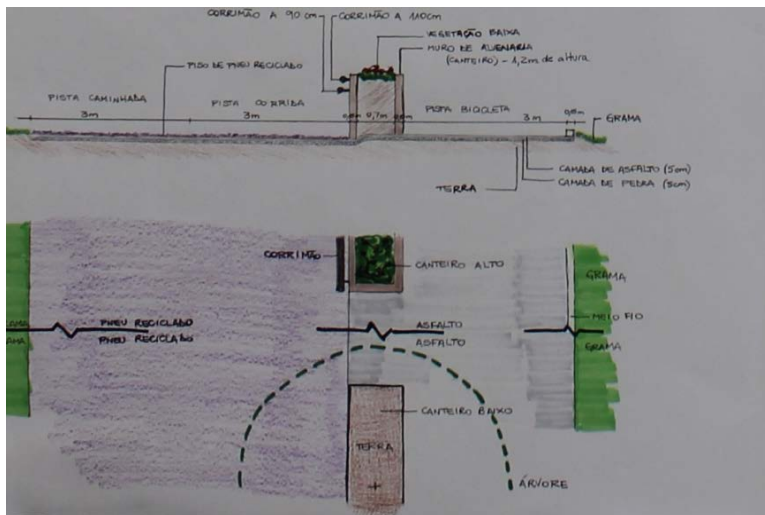 CORRIMÃO A 90 cm
CORRIMÃO A 110cm
VEGETAÇÃO BAIXA
MURO DE ALVENARIA
(CANTEIRO) - 1,2m de altura
PISO DE PNEU RECICLADO
PISTA CAMINHADA
PISTA CORRIDA
PISTA BICICLETA
3m
3m
0,7m
3m
GRAMA
CAMADA DE ASFALTO (5cm)
CAMADA DE PEDRA (5cm)
TERRA
CORRIMÃO
CANTEIRO ALTO
GRAMA
MEIO FIO
AMA
PNEU RECICLADO
ASFALTO
AMA
PNEU RECICLADO
ASFALTO
GRAMA
CANTEIRO BAIXO
TERRA
ÁRVORE